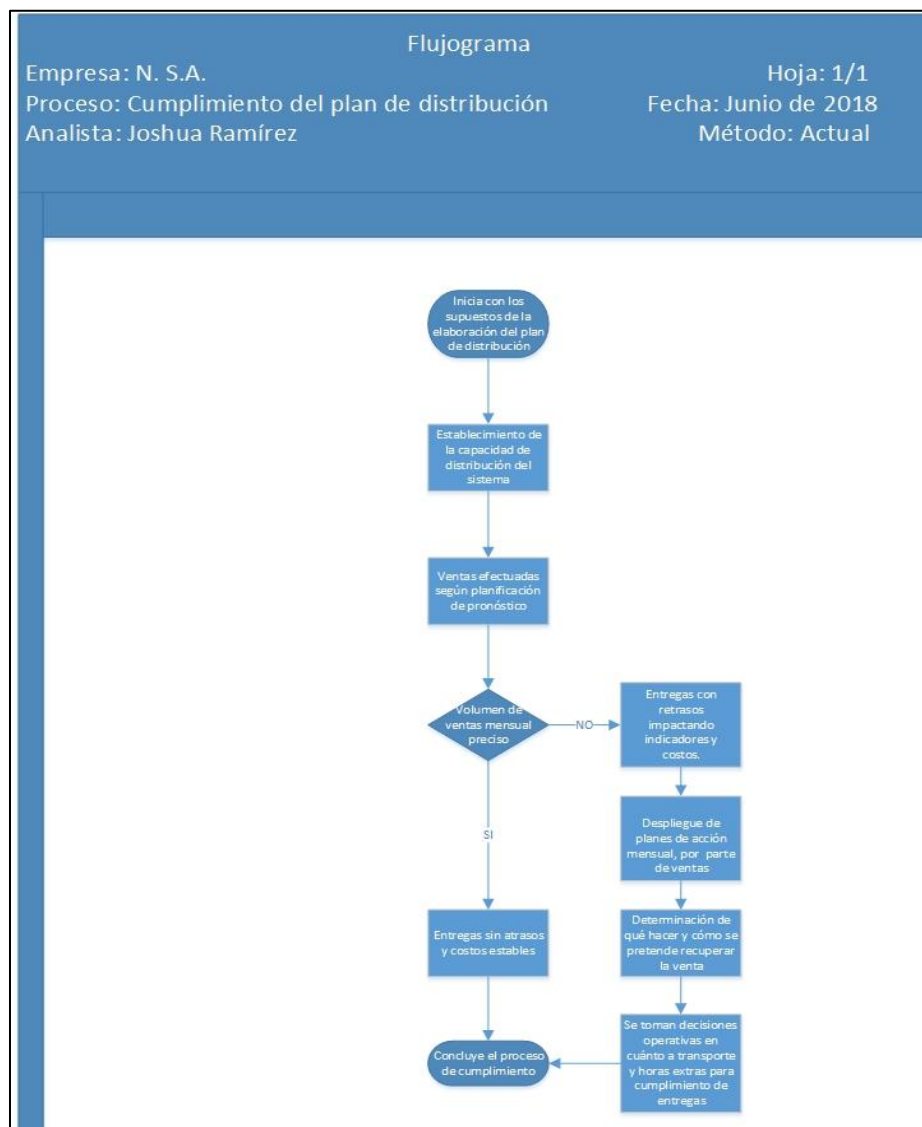 Flujograma
Empresa: N. S.A.
Hoja: 1/1
Proceso: Cumplimiento del plan de distribución
Fecha: Junio de 2018
Analista: Joshua Ramírez
Método: Actual
Inicia con los
supuestos de la
elaboración del plan
de distribución
Establecimiento de
la capacidad de
distribución del
sistema
Ventas efectuadas
según planificación
de pronóstico
Volumen de
ventas mensual
preciso
NO
Entregas con
retrasos
impactando
indicadores y
costos.
Despliegue de
planes de acción
mensual, por parte
de ventas
SI
Entregas sin atrasos
y costos estables
Determinación de
qué hacer y cómo se
pretende recuperar
la venta
Se toman decisiones
operativas en
cuánto a transporte
y horas extras para
cumplimiento de
entregas
Concluye el proceso
de cumplimiento